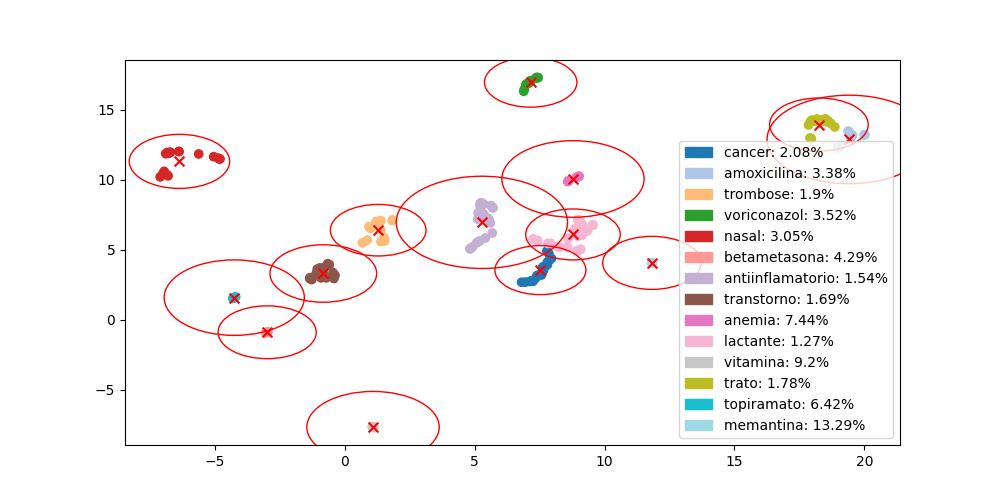 15
10
5
0
−5
−5
0
5
10
15
20
cancer: 2.08%
amoxicilina: 3.38%
trombose: 1.9%
voriconazol: 3.52%
nasal: 3.05%
betametasona: 4.29%
antiinflamatorio: 1.54%
transtorno: 1.69%
anemia: 7.44%
lactante: 1.27%
vitamina: 9.2%
trato: 1.78%
topiramato: 6.42%
memantina: 13.29%